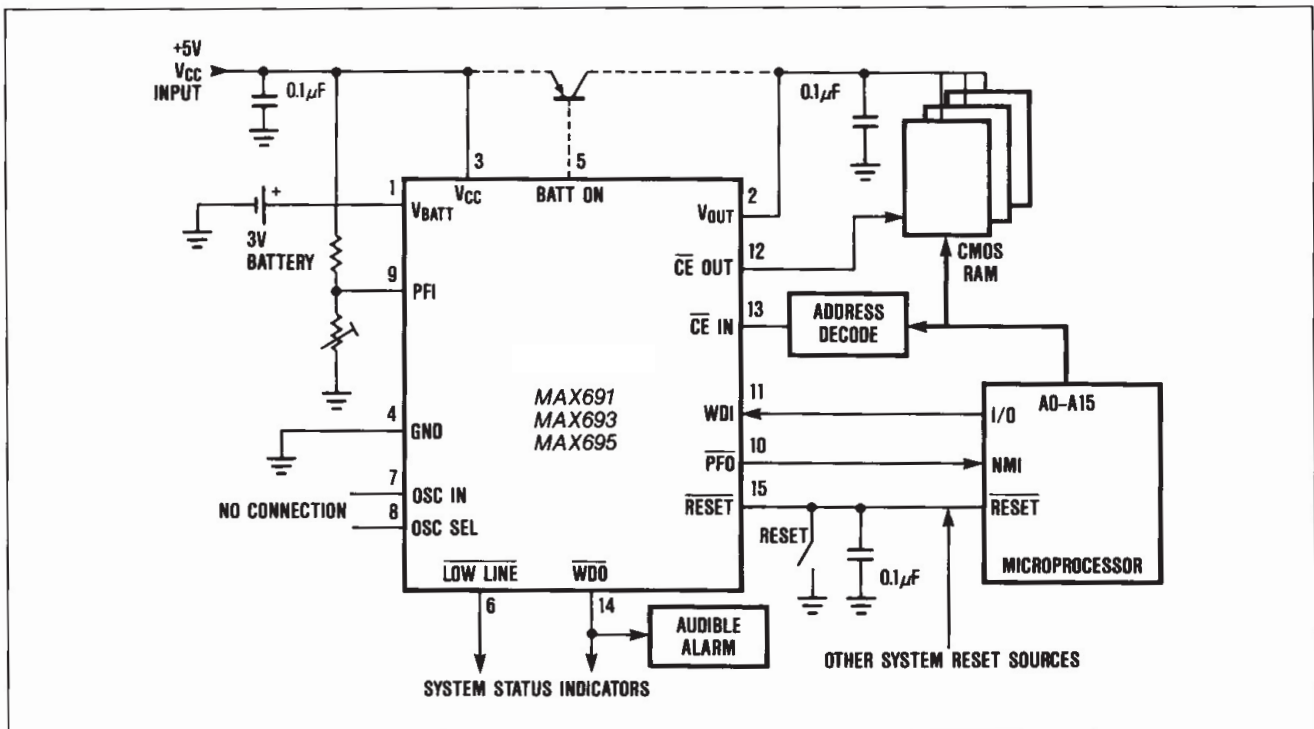 +5V
VCC
INPUT
0.1µF
0.1µF
3
5
1
VBATT
VCC
BATT ON
VOUT
2
+
3V
BATTERY
CE OUT
12
CMOS
RAM
9
PFI
CE IN
13
ADDRESS
DECODE
MAX691
MAX693
MAX695
WDI
11
I/O
A0-A15
4
GND
PFO
10
NMI
7
OSC IN
NO CONNECTION
8
OSC SEL
RESET
15
RESET
RESET
0.1µF
MICROPROCESSOR
LOW LINE
WDO
6
14
AUDIBLE
ALARM
OTHER SYSTEM RESET SOURCES
SYSTEM STATUS INDICATORS